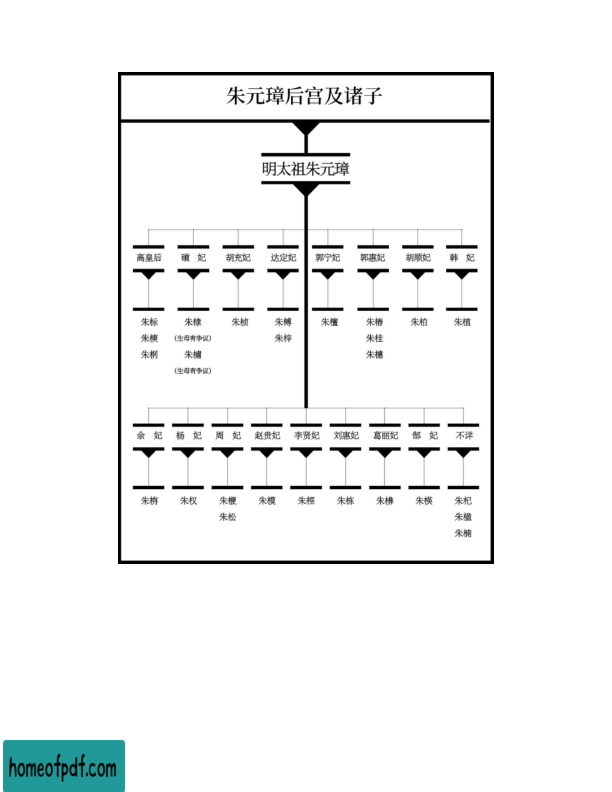 朱元璋后宫及诸子
明太祖朱元璋
高皇后 碽 妃 胡充妃 达定妃 郭宁妃 郭惠妃 胡顺妃 韩 妃
朱标 朱棣 朱桢 朱榑 朱檀 朱椿 朱柏 朱植
朱樉 (生母有争议) 朱梓 朱桂
朱棡 朱橚 朱橞
(生母有争议)
余 妃 杨 妃 周 妃 赵贵妃 李贤妃 刘惠妃 葛丽妃 郜 妃 不详
朱㮵 朱权 朱楩 朱模 朱桱 朱栋 朱㰘 朱楧 朱杞
朱松 朱楹
朱楠
homeofpdf.com